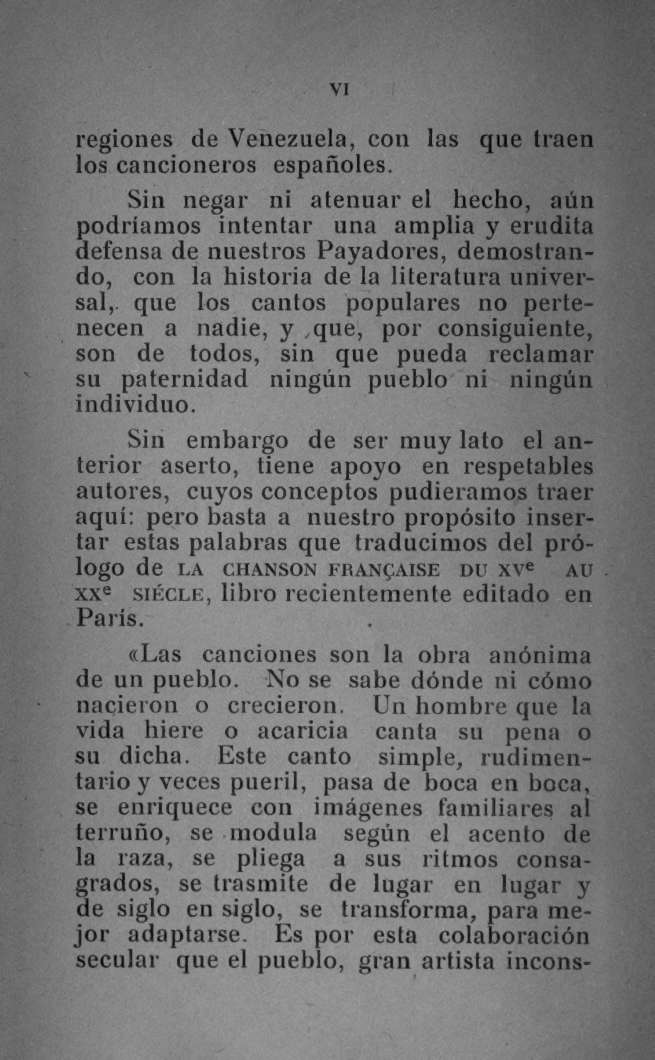 VI
regiones de Venezuela, con las que traen
los cancioneros españoles.
Sin negar ni atenuar el hecho, aún
podríamos intentar una amplia y erudita
defensa de nuestros Payadores, demostran-
do, con la historia de la literatura univer-
sal, que los cantos populares no perte-
necen a nadie, y que, por consiguiente,
son de todos, sin que pueda reclamar
su paternidad ningún pueblo ni ningún
individuo.
Sin embargo de ser muy lato el an-
terior aserto, tiene apoyo en respetables
autores, cuyos conceptos pudieramos traer
aquí: pero basta a nuestro propósito inser-
tar estas palabras que traducimos del pró-
logo de LA CHANSON FRANÇAISE DU XVe AU
XXe SIÉCLE, libro recientemente editado en
París.
«Las canciones son la obra anónima
de un pueblo. No se sabe dónde ni cómo
nacieron o crecieron. Un hombre que la
vida hiere o acaricia canta su pena o
su dicha. Este canto simple, rudimen-
tario y veces pueril, pasa de boca en boca,
se enriquece con imágenes familiares al
terruño, se modula según el acento de
la raza, se pliega a sus ritmos consa-
grados, se trasmite de lugar en lugar y
de siglo en siglo, se transforma, para me-
jor adaptarse. Es por esta colaboración
secular que el pueblo, gran artista incons-